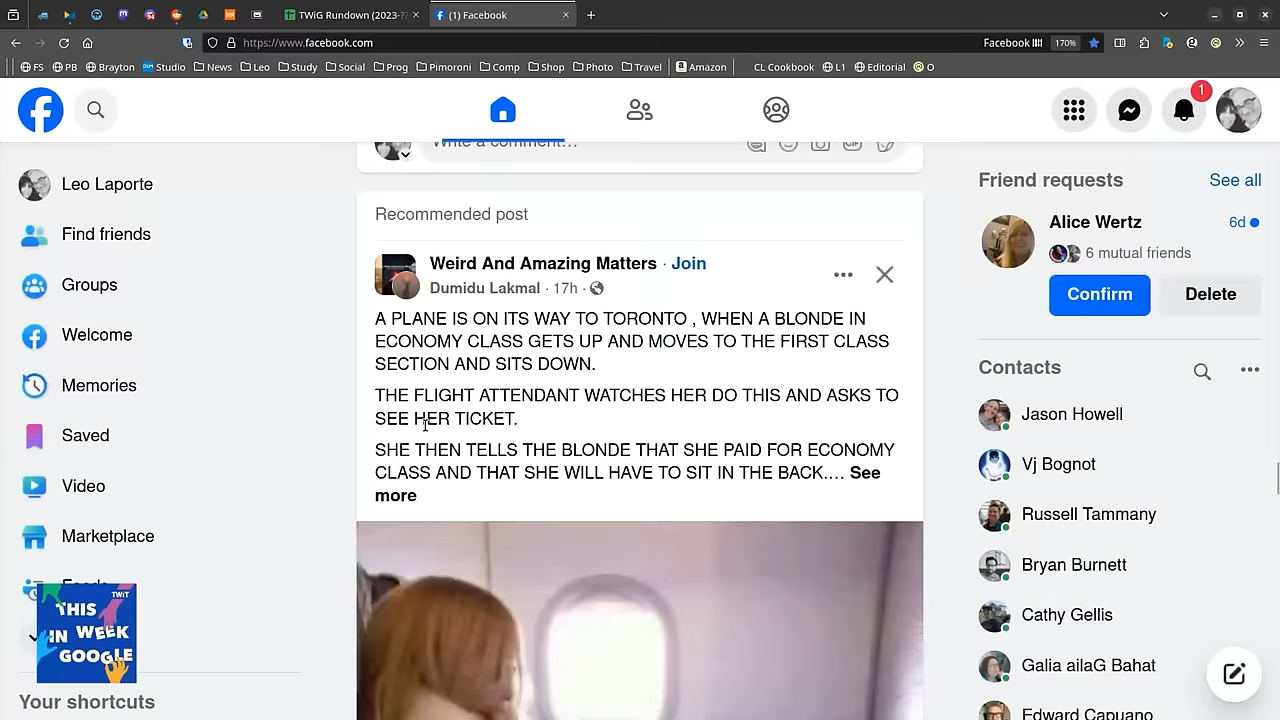 TWiG Rundown (2023-??
(1) Facebook
https://www.facebook.com
Facebook
170%
FS
PB
Brayton
Studio
News
Leo
Study
Social
Prog
Pimoroni
Comp
Shop
Photo
Travel
Amazon
CL Cookbook
L1
Editorial
O
1
Leo Laporte
Find friends
Groups
Welcome
Memories
Saved
Video
Marketplace
Feeds
THIS
TWiT
IN WEEK
GOOGLE
Your shortcuts
Write a comment…
GIF
Recommended post
Weird And Amazing Matters · Join
Dumidu Lakmal · 17h ·
A PLANE IS ON ITS WAY TO TORONTO , WHEN A BLONDE IN
ECONOMY CLASS GETS UP AND MOVES TO THE FIRST CLASS
SECTION AND SITS DOWN.
THE FLIGHT ATTENDANT WATCHES HER DO THIS AND ASKS TO
SEE HER TICKET.
SHE THEN TELLS THE BLONDE THAT SHE PAID FOR ECONOMY
CLASS AND THAT SHE WILL HAVE TO SIT IN THE BACK.… See
more
Friend requests
See all
Alice Wertz
6d
6 mutual friends
Confirm
Delete
Contacts
Jason Howell
Vj Bognot
Russell Tammany
Bryan Burnett
Cathy Gellis
Galia ailaG Bahat
Edward Capuano